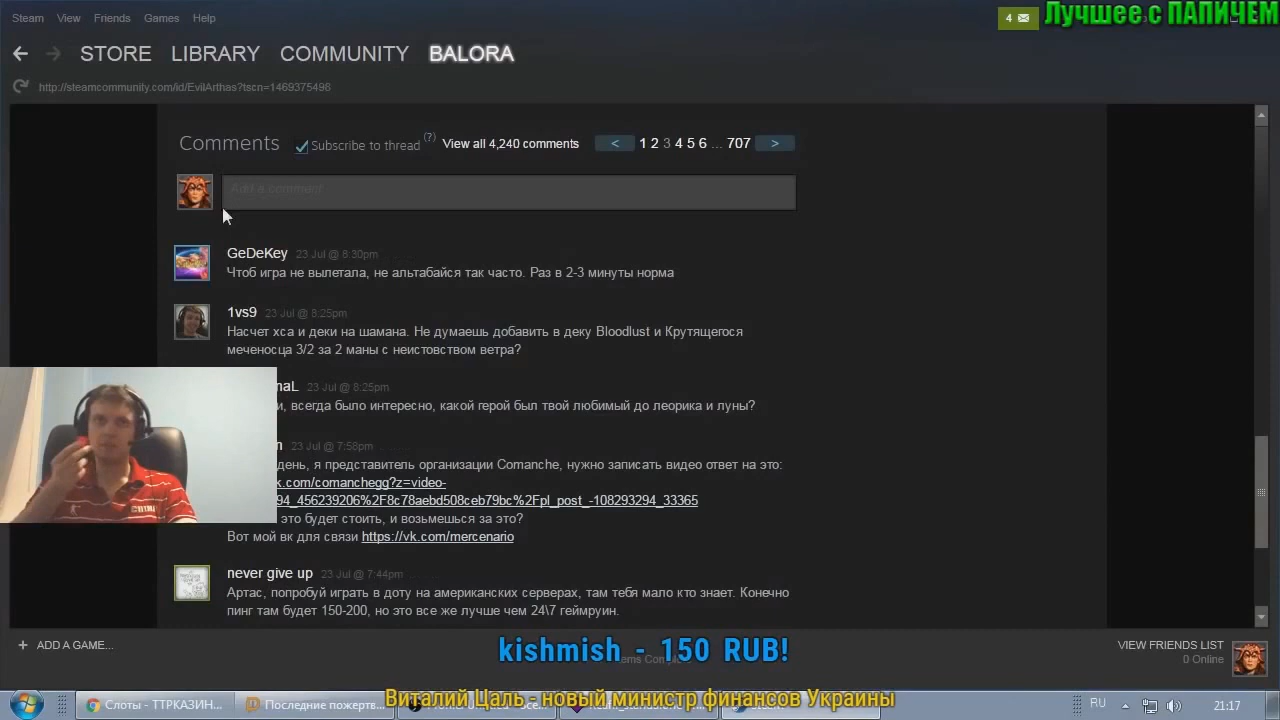 Steam View Friends Games Help
4
Лучшее с ПАПИЧЕМ
STORE LIBRARY COMMUNITY BALORA
http://steamcommunity.com/id/EvilArthas?tscn=1469375498
Comments Subscribe to thread (?) View all 4,240 comments < 1 2 3 4 5 6 ... 707 >
Add a comment
GeDeKey 23 Jul @ 8:30pm
Чтоб игра не вылетала, не альтабайся так часто. Раз в 2-3 минуты норма
1vs9 23 Jul @ 8:25pm
Насчет хса и деки на шамана. Не думаешь добавить в деку Bloodlust и Крутящегося
меченосца 3/2 за 2 маны с неистовством ветра?
naL 23 Jul @ 8:25pm
и, всегда было интересно, какой герой был твой любимый до леорика и луны?
n 23 Jul @ 7:58pm
день, я представитель организации Comanche, нужно записать видео ответ на это:
k.com/comanchegg?z=video-
294_456239206%2F8c78aebd508ceb79bc%2Fpl_post_-108293294_33365
это будет стоить, и возьмешься за это?
Вот мой вк для связи https://vk.com/mercenario
never give up 23 Jul @ 7:44pm
Артас, попробуй играть в доту на американских серверах, там тебя мало кто знает. Конечно
пинг там будет 150-200, но это все же лучше чем 24\7 геймруин.
+ ADD A GAME...
kishmish - 150 RUB!
VIEW FRIENDS LIST
0 Online
Слоты - ТТРКАЗИН... Последние пожертв...
Виталий Цаль - новый министр финансов Украины
RU 21:17